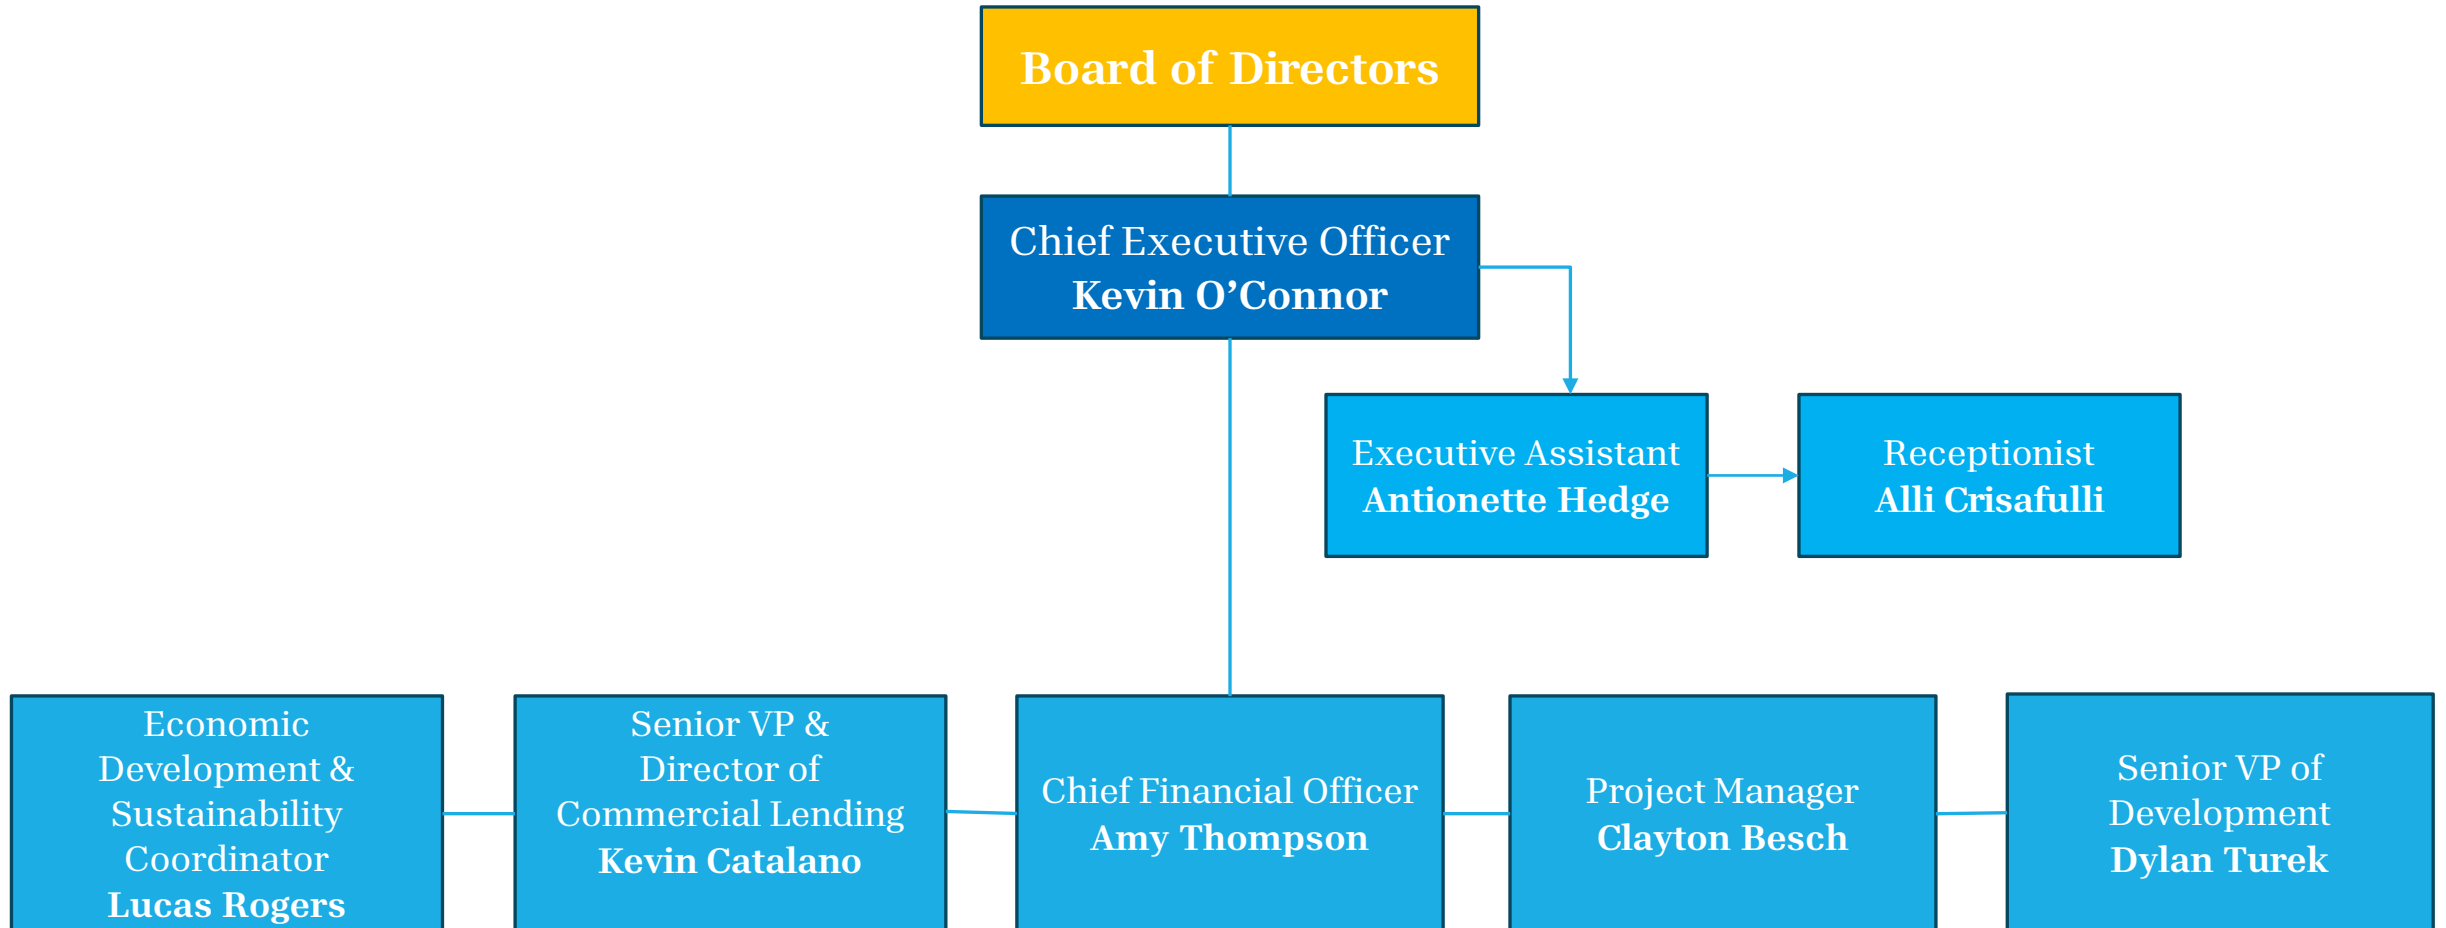 Board of Directors
Chief Executive Officer
Kevin O’Connor
Executive Assistant
Antionette Hedge
Receptionist
Alli Crisafulli
Economic
Development &
Sustainability
Coordinator
Lucas Rogers
Senior VP &
Director of
Commercial Lending
Kevin Catalano
Chief Financial Officer
Amy Thompson
Project Manager
Clayton Besch
Senior VP of
Development
Dylan Turek